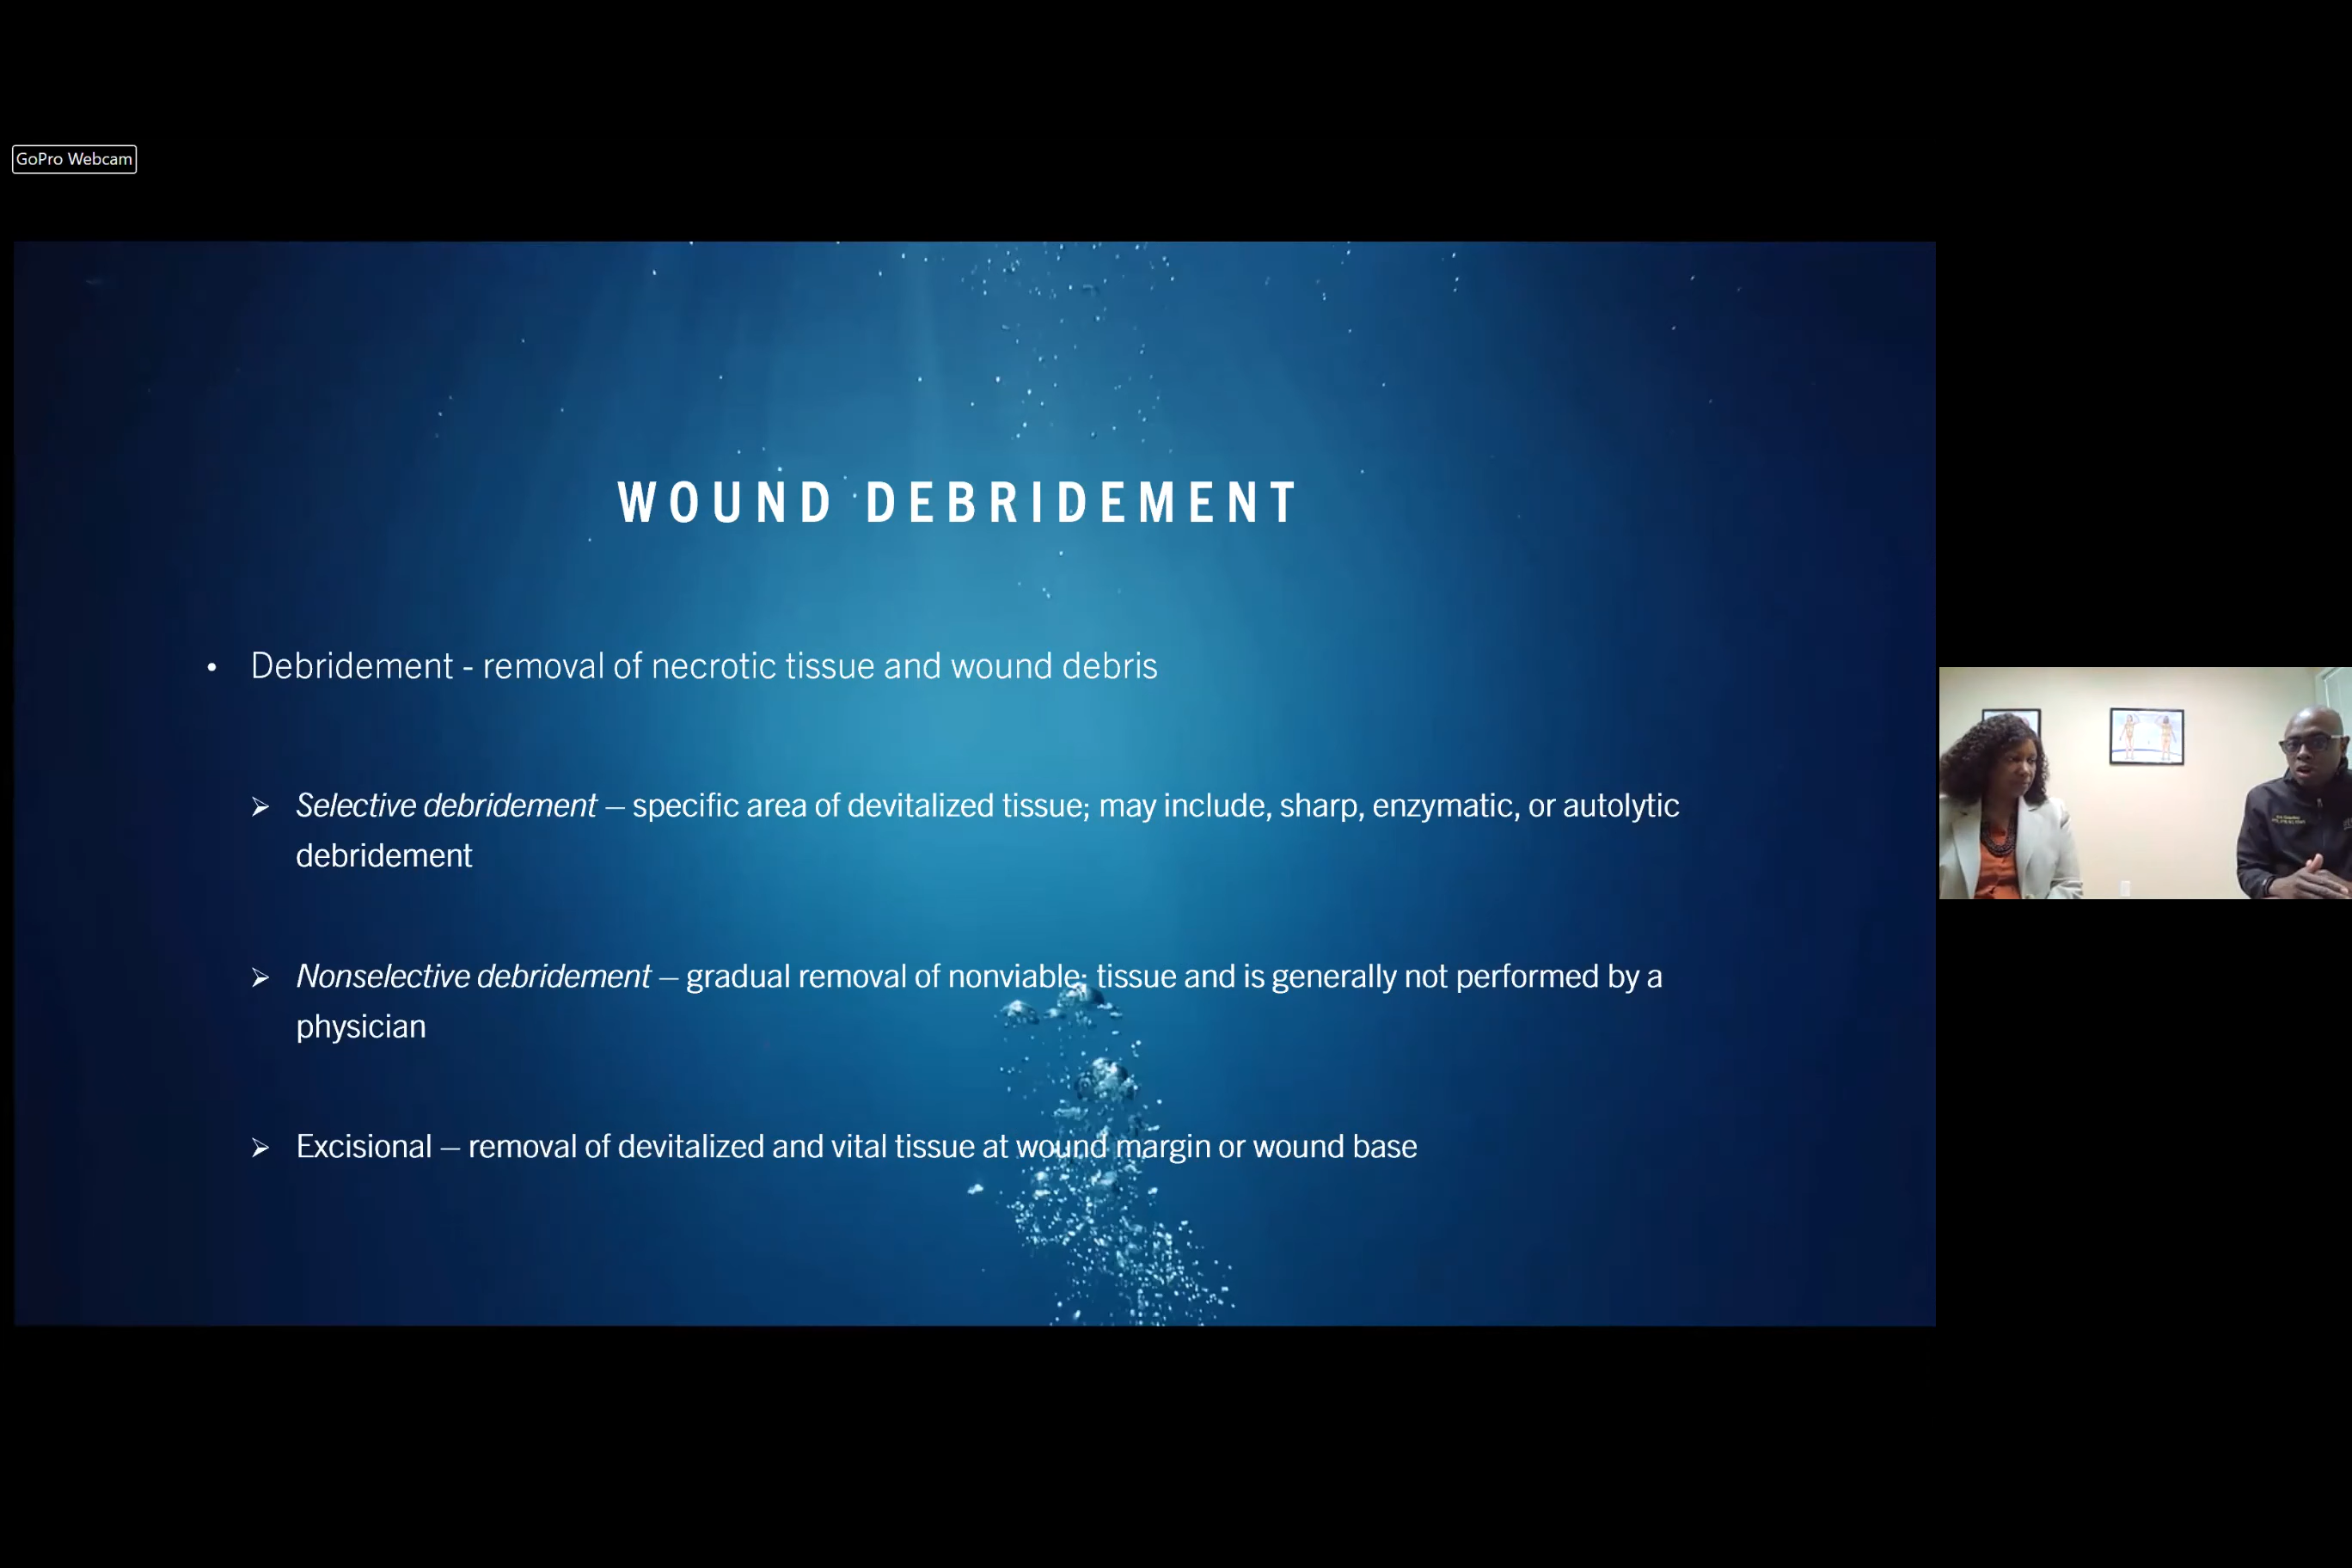 GoPro Webcam
WOUND DEBRIDEMENT
• Debridement - removal of necrotic tissue and wound debris
➢ Selective debridement – specific area of devitalized tissue; may include, sharp, enzymatic, or autolytic
debridement
➢ Nonselective debridement – gradual removal of nonviable; tissue and is generally not performed by a
physician
➢ Excisional – removal of devitalized and vital tissue at wound margin or wound base